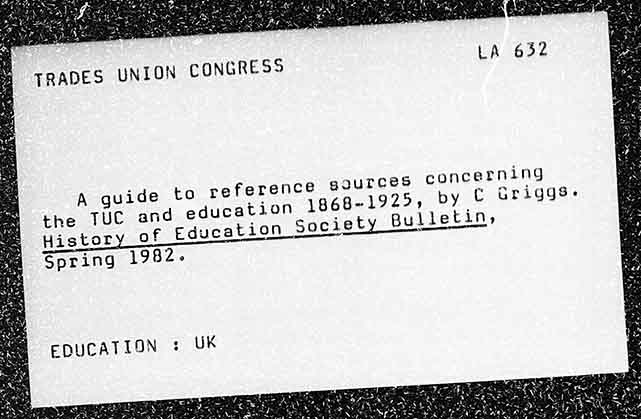 TRADES UNION CONGRESS LA 632
A guide to reference sources concerning
the TUC and education 1868-1925, by C Griggs.
History of Education Society Bulletin,
Spring 1982.
EDUCATION : UK